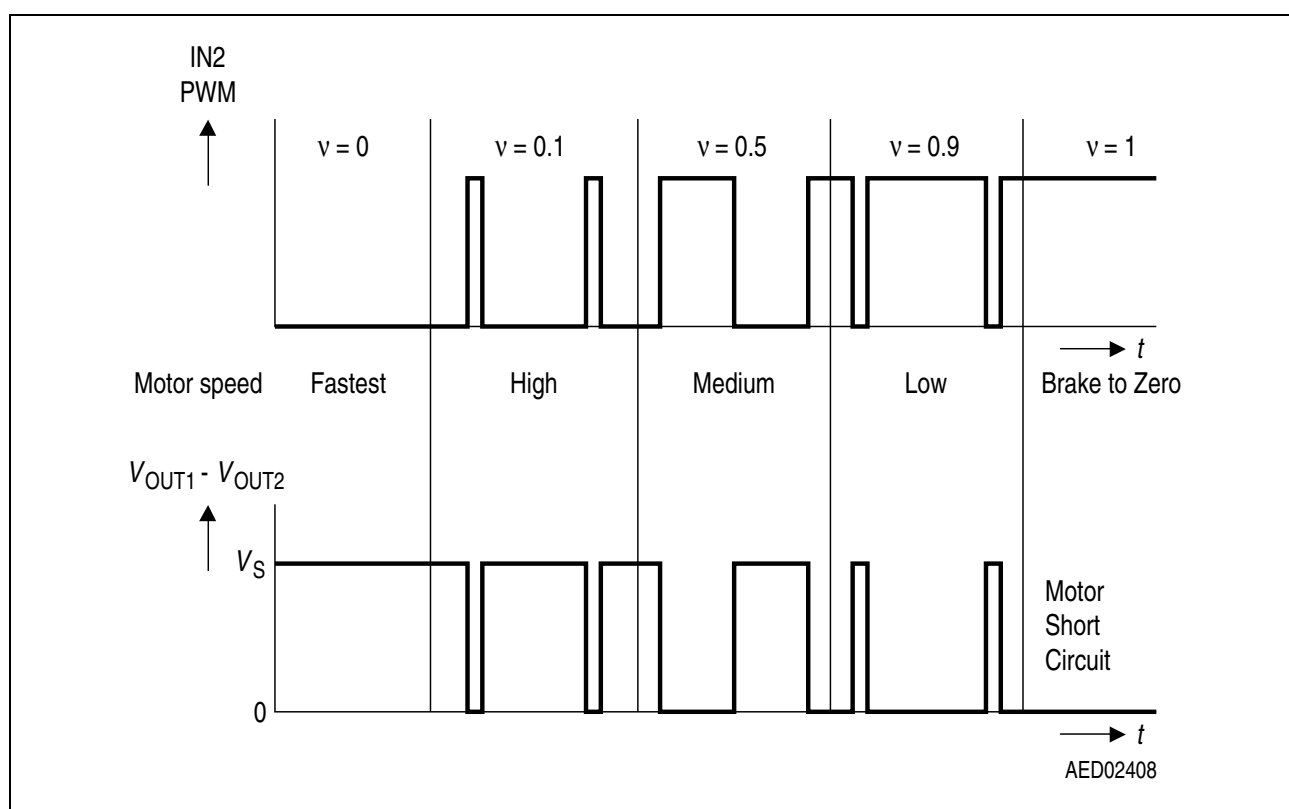 IN2
PWM
ν = 0
ν = 0.1
ν = 0.5
ν = 0.9
ν = 1
t
Motor speed
Fastest
High
Medium
Low
Brake to Zero
VOUT1 - VOUT2
VS
Motor
Short
Circuit
0
t
AED02408